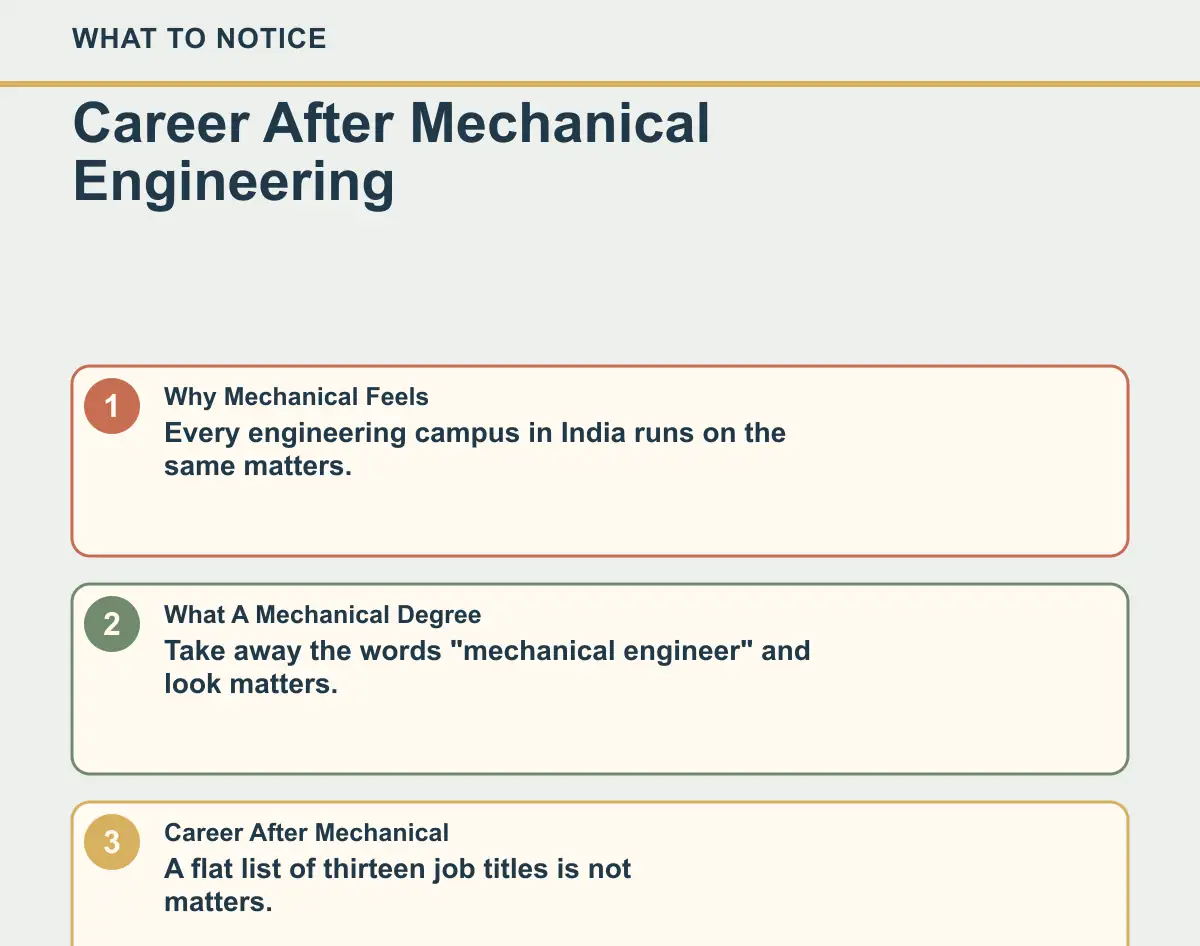 WHAT TO NOTICE
Career After Mechanical
Engineering
1
Why Mechanical Feels
Every engineering campus in India runs on the
same matters.
2
What A Mechanical Degree
Take away the words "mechanical engineer" and
look matters.
3
Career After Mechanical
A flat list of thirteen job titles is not
matters.